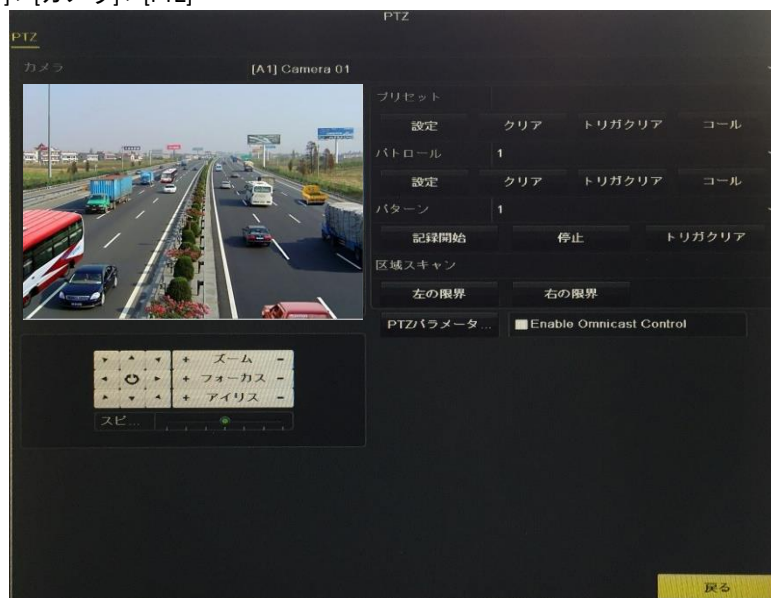 PTZ
PTZ
カメラ [A1] Camera 01
プリセット
設定 クリア トリガクリア コール
パトロール 1
設定 クリア トリガクリア コール
パターン 1
記録開始 停止 トリガクリア
区域スキャン
左の限界 右の限界
PTZパラメータ... Enable Omnicast Control
+ ズーム -
+ フォーカス -
+ アイリス -
スピ...
戻る